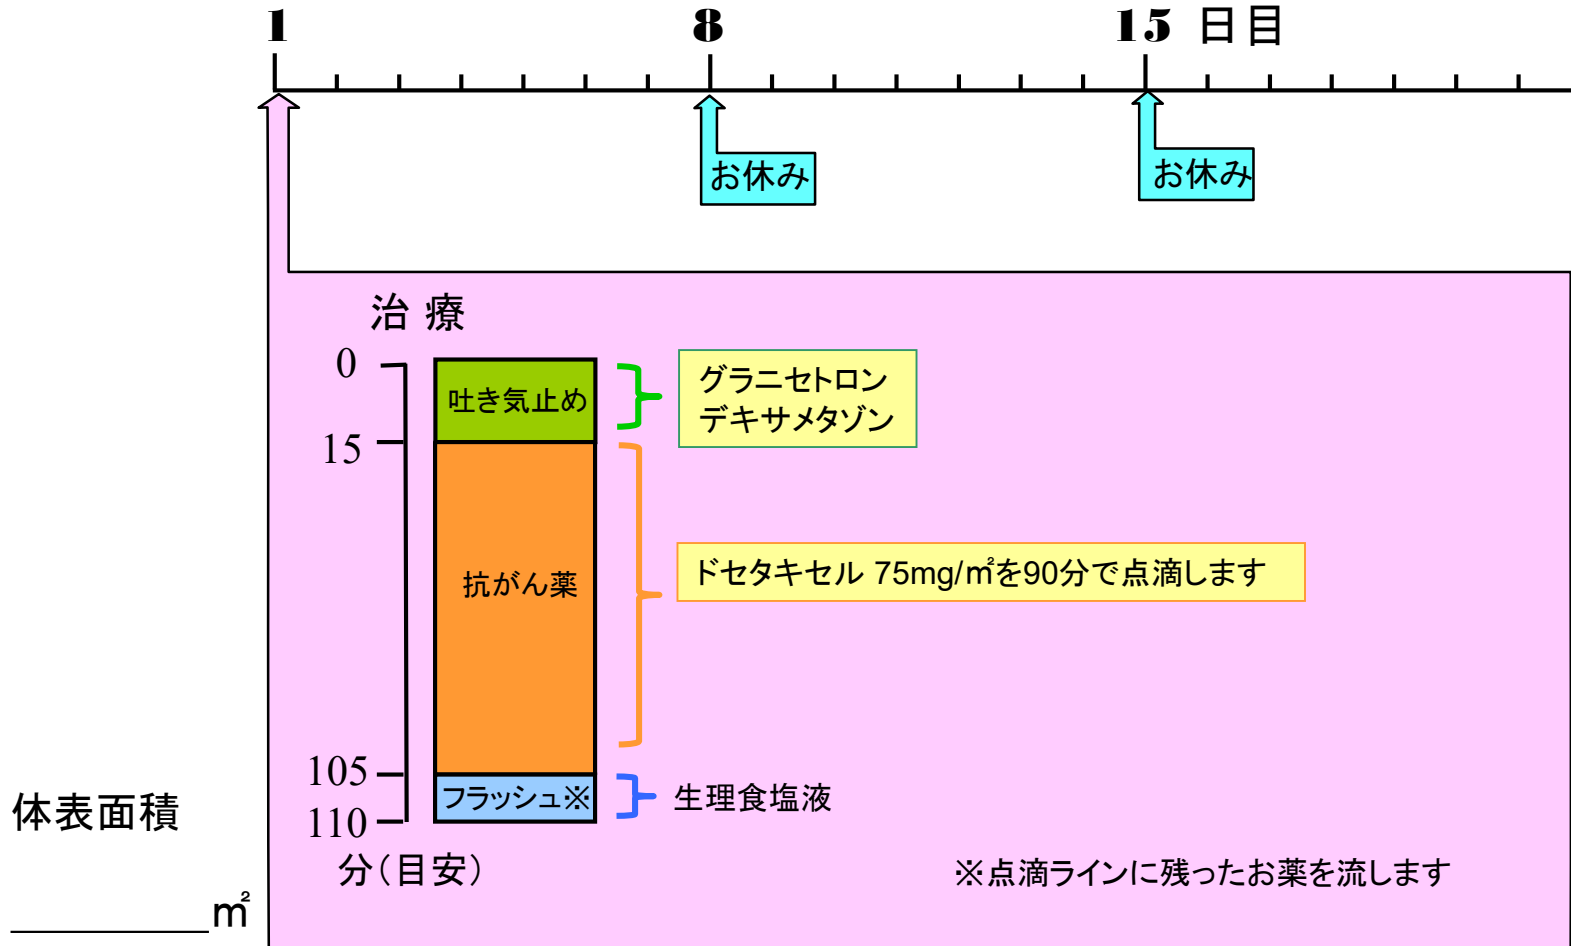 1
8
15 日目
お休み
お休み
治 療
0
吐き気止め
グラニセトロン
デキサメタゾン
15
抗がん薬
ドセタキセル 75mg/㎡を90分で点滴します
105
フラッシュ※
生理食塩液
110
体表面積
分(目安)
※点滴ラインに残ったお薬を流します
㎡